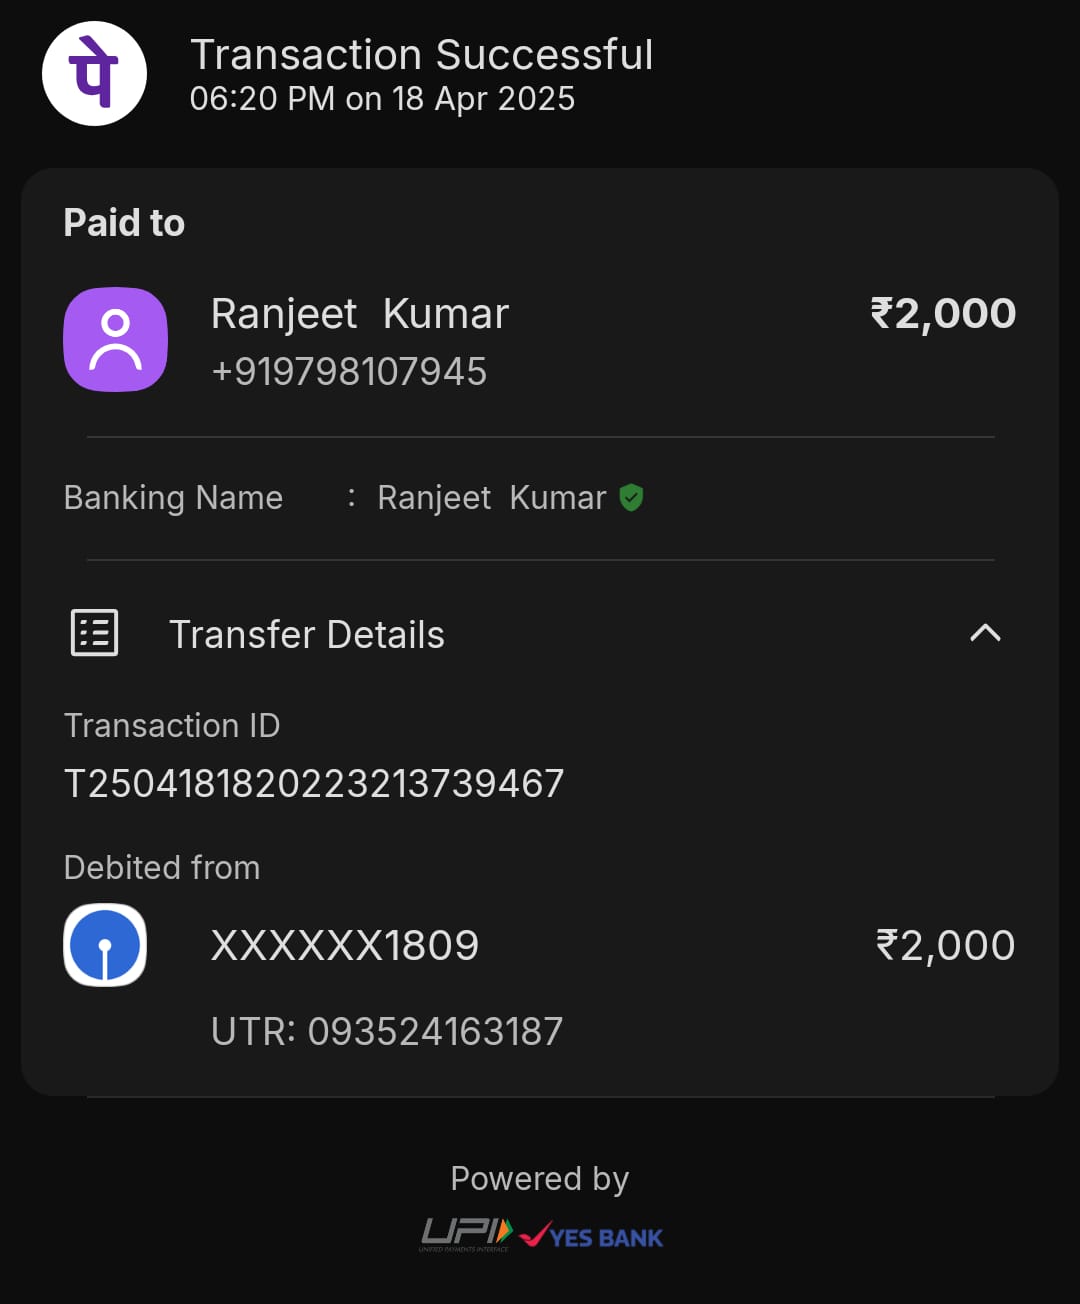 पे
Transaction Successful
06:20 PM on 18 Apr 2025
Paid to
Ranjeet Kumar ₹2,000
+919798107945
Banking Name : Ranjeet Kumar
Transfer Details
Transaction ID
T2504181820223213739467
Debited from
XXXXXX1809 ₹2,000
UTR: 093524163187
Powered by
UPI YES BANK
UNIFIED PAYMENTS INTERFACE